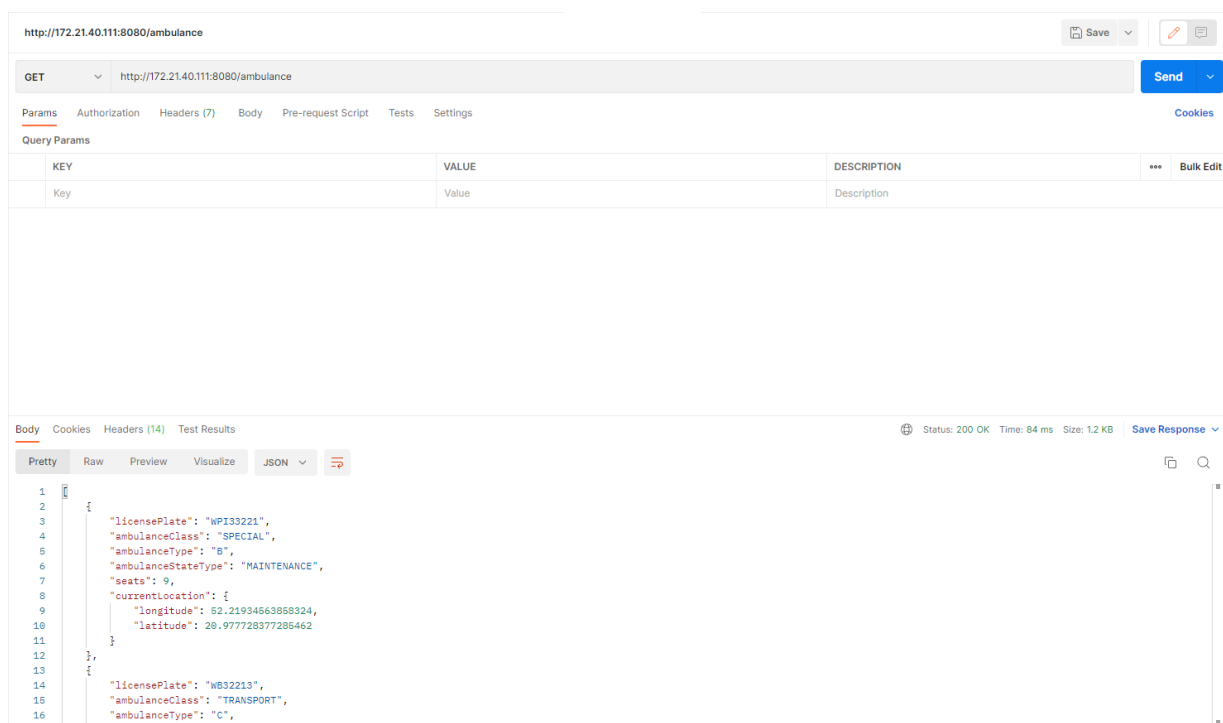 http://172.21.40.111:8080/ambulance Save
GET http://172.21.40.111:8080/ambulance Send
Params Authorization Headers (7) Body Pre-request Script Tests Settings Cookies
Query Params
KEY VALUE DESCRIPTION ••• Bulk Edit
Key Value Description
Body Cookies Headers (14) Test Results Status: 200 OK Time: 84 ms Size: 1.2 KB Save Response
Pretty Raw Preview Visualize JSON
1 [
2 {
3 "licensePlate": "WPI33221",
4 "ambulanceClass": "SPECIAL",
5 "ambulanceType": "B",
6 "ambulanceStateType": "MAINTENANCE",
7 "seats": 9,
8 "currentLocation": {
9 "longitude": 52.21934563858324,
10 "latitude": 20.977728377285462
11 }
12 },
13 {
14 "licensePlate": "WB32213",
15 "ambulanceClass": "TRANSPORT",
16 "ambulanceType": "C",